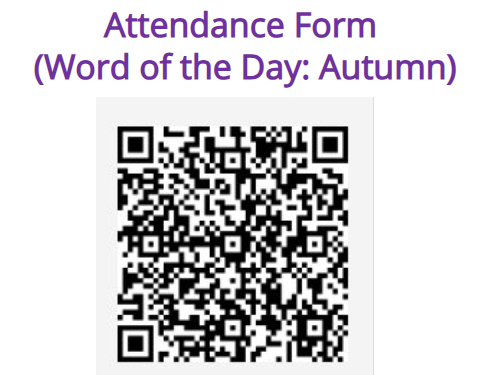 Attendance Form
(Word of the Day: Autumn)